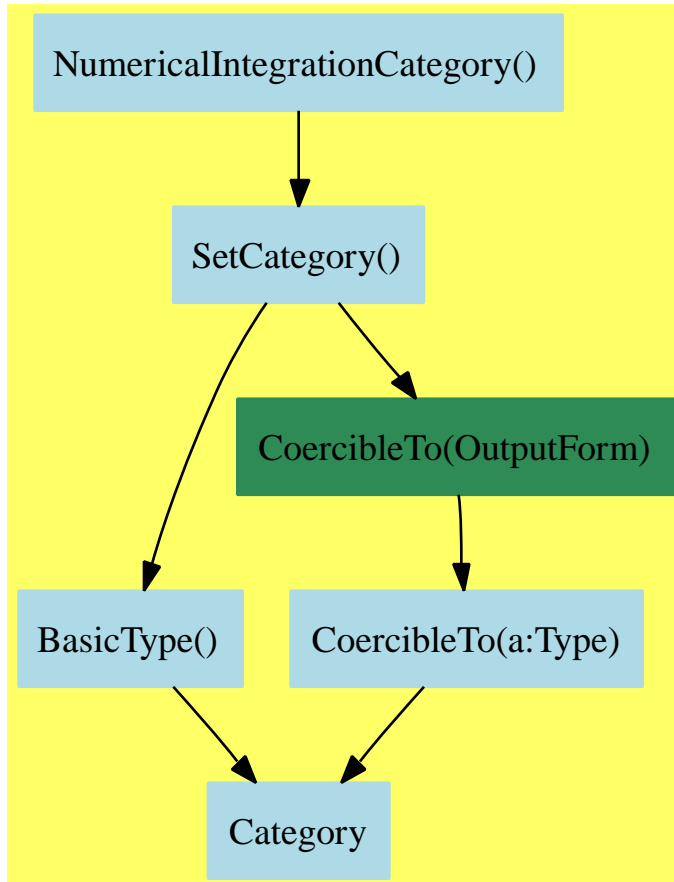 NumericalIntegrationCategory()
SetCategory()
CoercibleTo(OutputForm)
BasicType()
CoercibleTo(a:Type)
Category